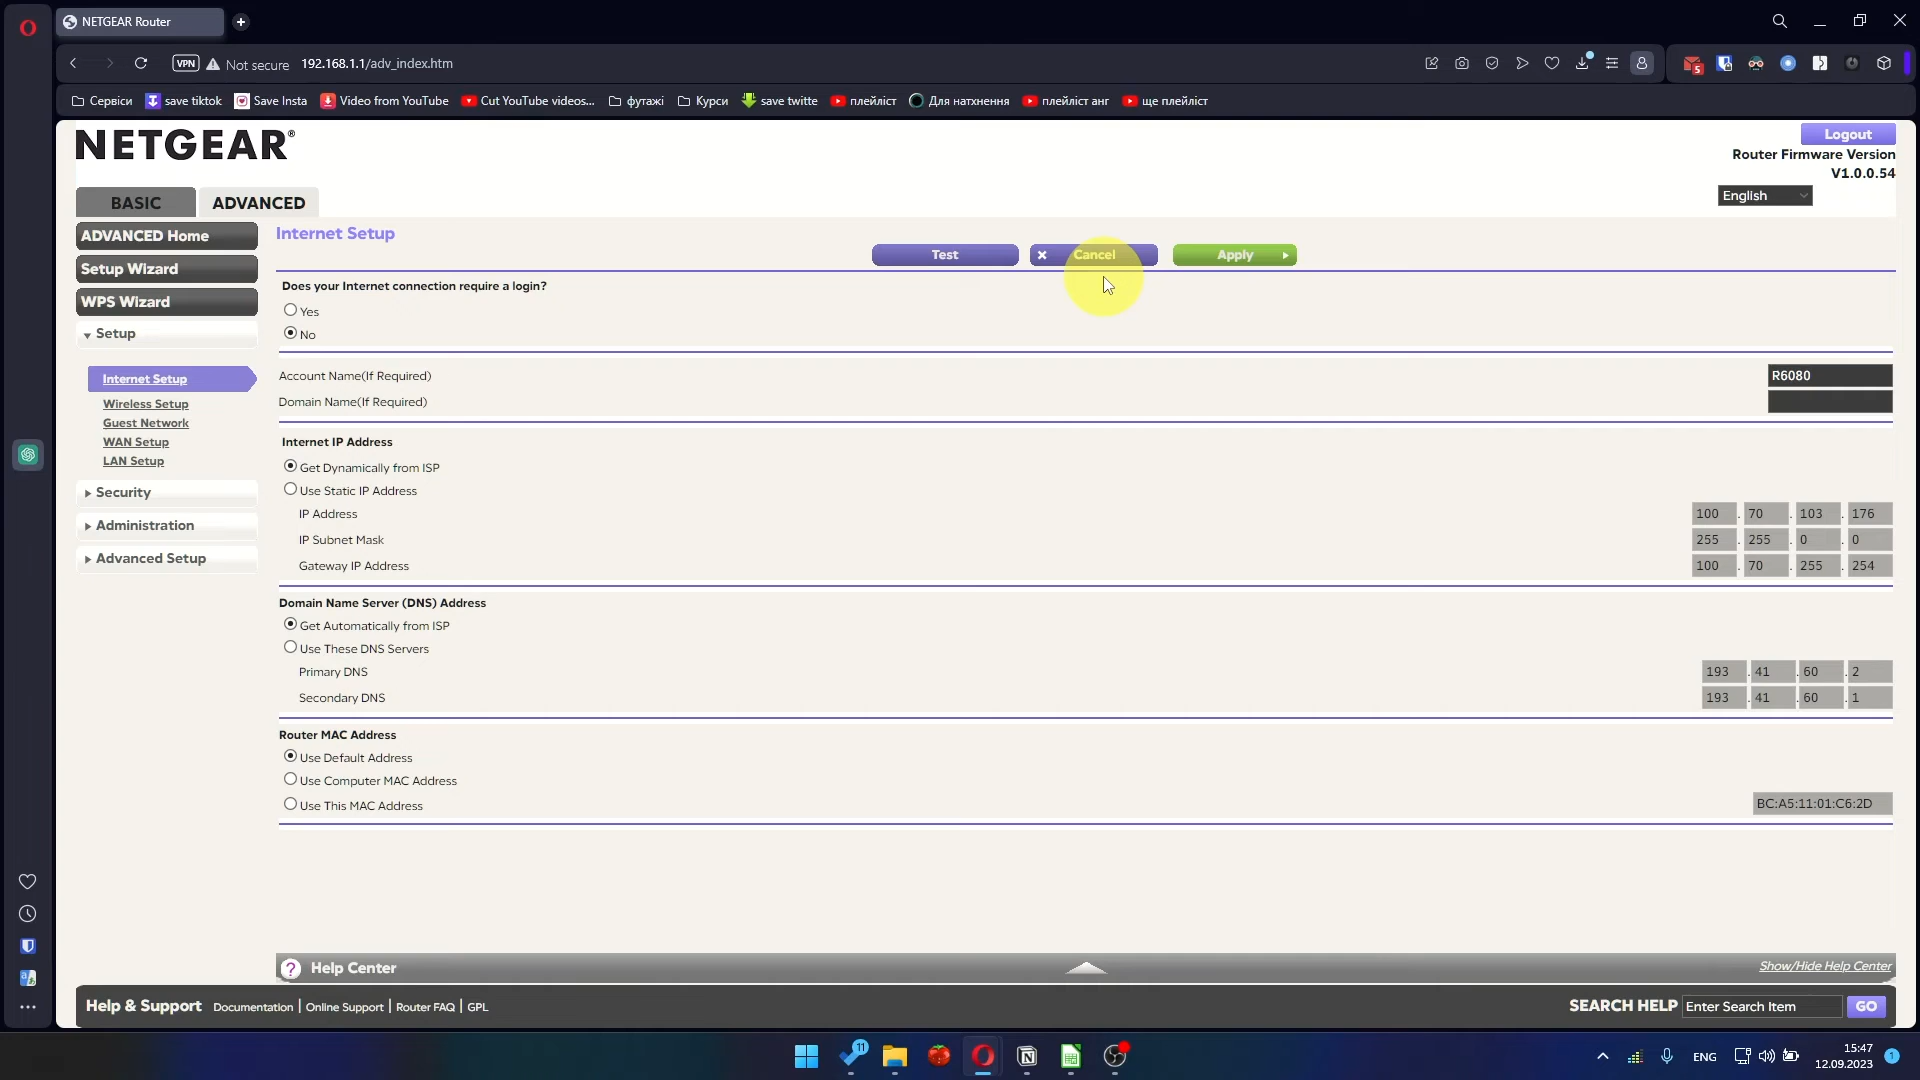 NETGEAR Router
VPN Not secure 192.168.1.1/adv_index.htm
5
Сервіси save tiktok Save Insta Video from YouTube Cut YouTube videos... футажі Курси save twitte плейліст Для натхнення плейліст анг ще плейліст
NETGEAR®
Logout
Router Firmware Version
V1.0.0.54
English
BASIC ADVANCED
ADVANCED Home
Setup Wizard
WPS Wizard
Setup
Internet Setup
Wireless Setup
Guest Network
WAN Setup
LAN Setup
Security
Administration
Advanced Setup
Internet Setup
Test Cancel Apply
Does your Internet connection require a login?
Yes
No
Account Name(If Required) R6080
Domain Name(If Required)
Internet IP Address
Get Dynamically from ISP
Use Static IP Address
IP Address 100 . 70 . 103 . 176
IP Subnet Mask 255 . 255 . 0 . 0
Gateway IP Address 100 . 70 . 255 . 254
Domain Name Server (DNS) Address
Get Automatically from ISP
Use These DNS Servers
Primary DNS 193 . 41 . 60 . 2
Secondary DNS 193 . 41 . 60 . 1
Router MAC Address
Use Default Address
Use Computer MAC Address
Use This MAC Address BC:A5:11:01:C6:2D
? Help Center Show/Hide Help Center
Help & Support Documentation | Online Support | Router FAQ | GPL SEARCH HELP Enter Search Item GO
11
ENG
15:47
12.09.2023
1